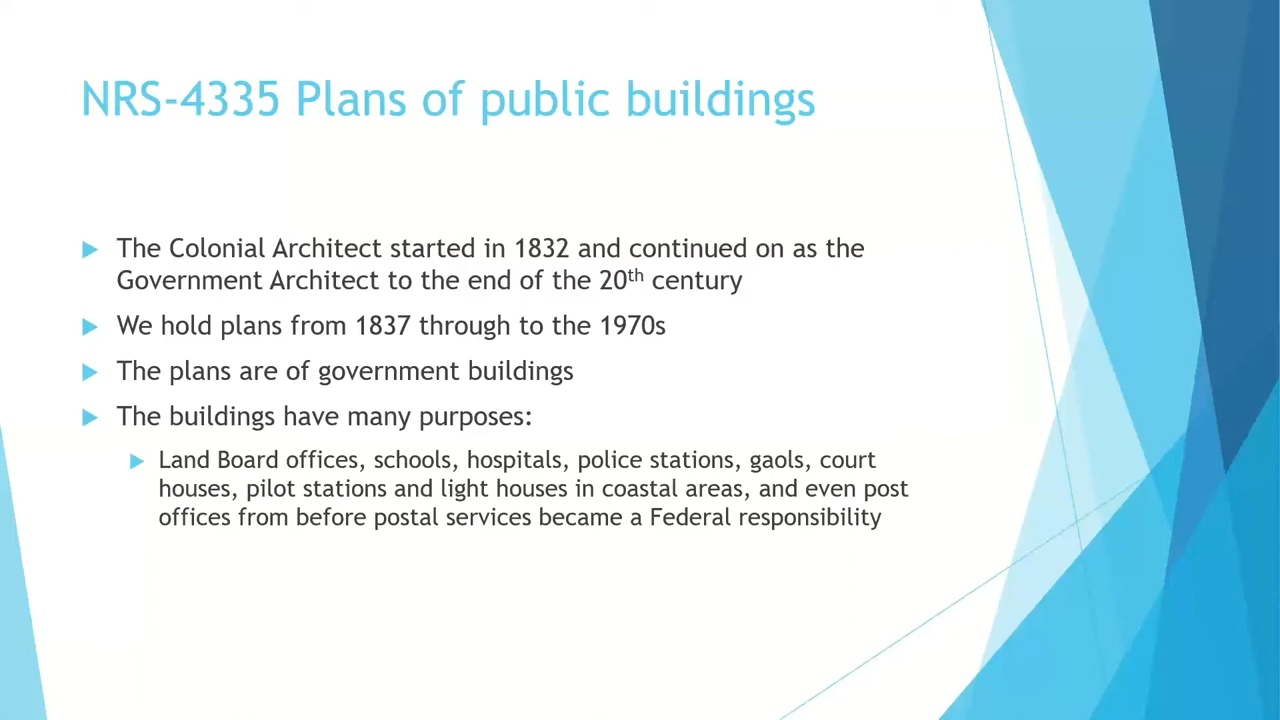 NRS-4335 Plans of public buildings
The Colonial Architect started in 1832 and continued on as the
Government Architect to the end of the 20th century
We hold plans from 1837 through to the 1970s
The plans are of government buildings
The buildings have many purposes:
Land Board offices, schools, hospitals, police stations, gaols, court
houses, pilot stations and light houses in coastal areas, and even post
offices from before postal services became a Federal responsibility